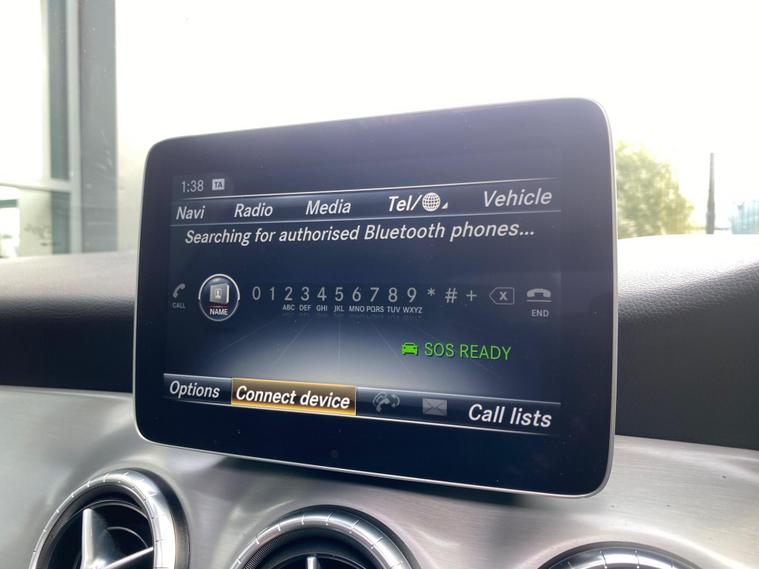 1:38 TA
Navi Radio Media Tel/ Vehicle
Searching for authorised Bluetooth phones...
CALL NAME 0 1 2 3 4 5 6 7 8 9 * # + X END
ABC DEF GHI JKL MNO PQRS TUV WXYZ
SOS READY
Options Connect device Call lists